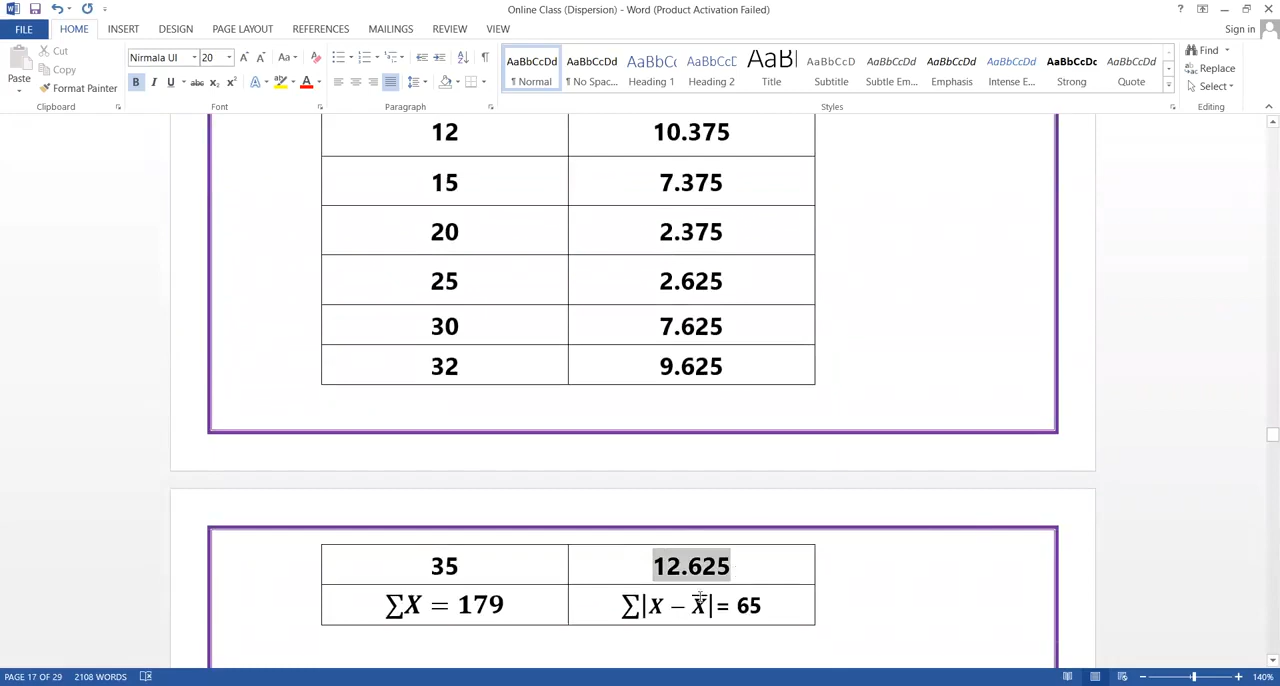 Online Class (Dispersion) - Word (Product Activation Failed)
FILE HOME INSERT DESIGN PAGE LAYOUT REFERENCES MAILINGS REVIEW VIEW Sign in
Paste Cut Copy Format Painter
Nirmala UI 20
AaBbCcDd AaBbCcDd AaBbC( AaBbCcD AaBl AaBbCcD AaBbCcDd AaBbCcDd AaBbCcDd AaBbCcDc AaBbCcDd
¶ Normal ¶ No Spac... Heading 1 Heading 2 Title Subtitle Subtle Em... Emphasis Intense E... Strong Quote
Find Replace Select
Clipboard Font Paragraph Styles Editing
12 10.375
15 7.375
20 2.375
25 2.625
30 7.625
32 9.625
35 12.625
∑X = 179 ∑|X − X̅|= 65
PAGE 17 OF 29 2108 WORDS 140%